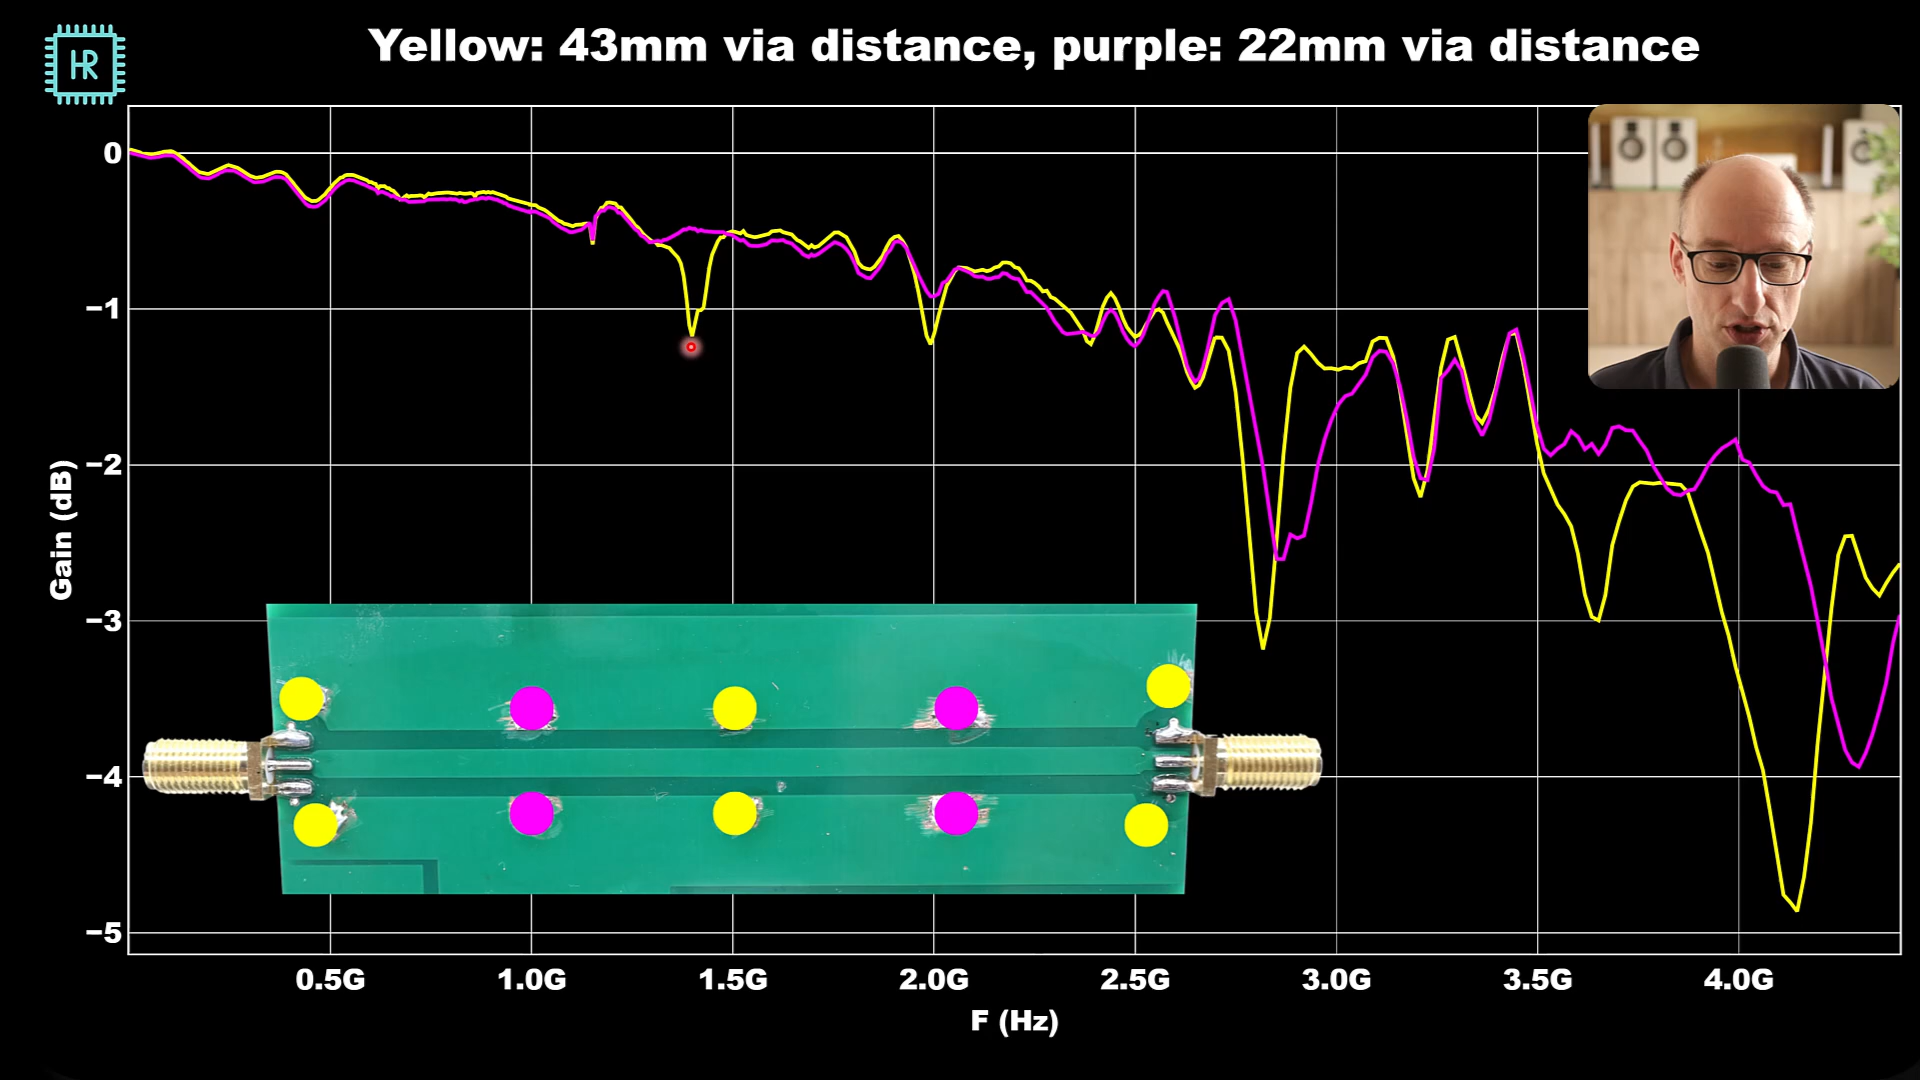 Yellow: 43mm via distance, purple: 22mm via distance
HR
0
−1
−2
−3
−4
−5
Gain (dB)
0.5G 1.0G 1.5G 2.0G 2.5G 3.0G 3.5G 4.0G
F (Hz)